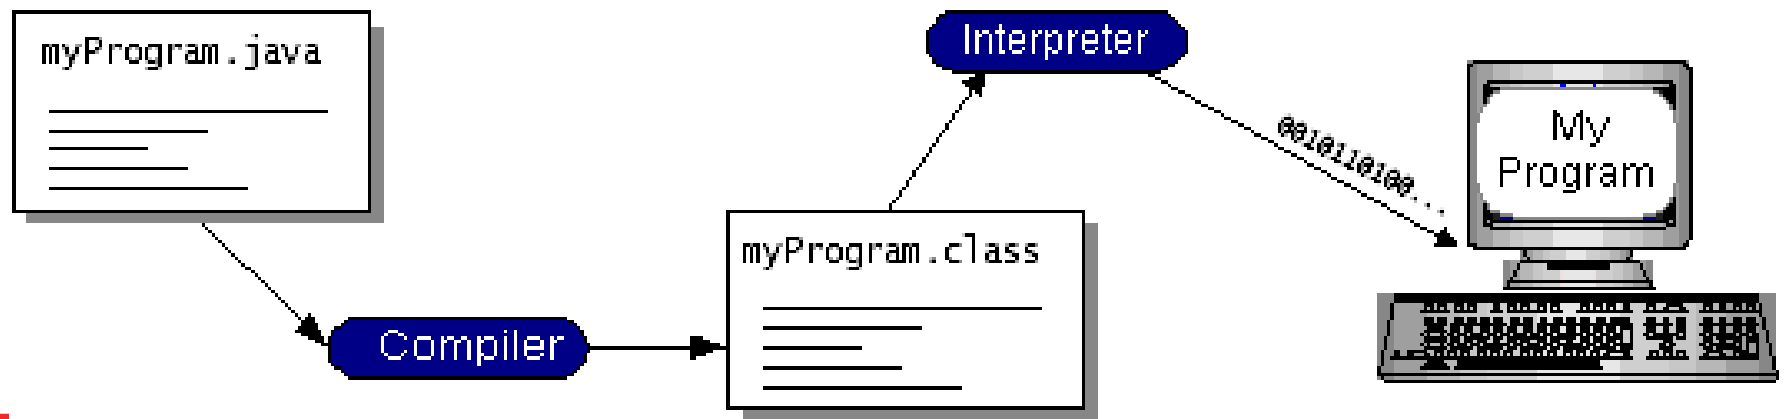 myProgram.java
Compiler
myProgram.class
Interpreter
0010110100...
My
Program